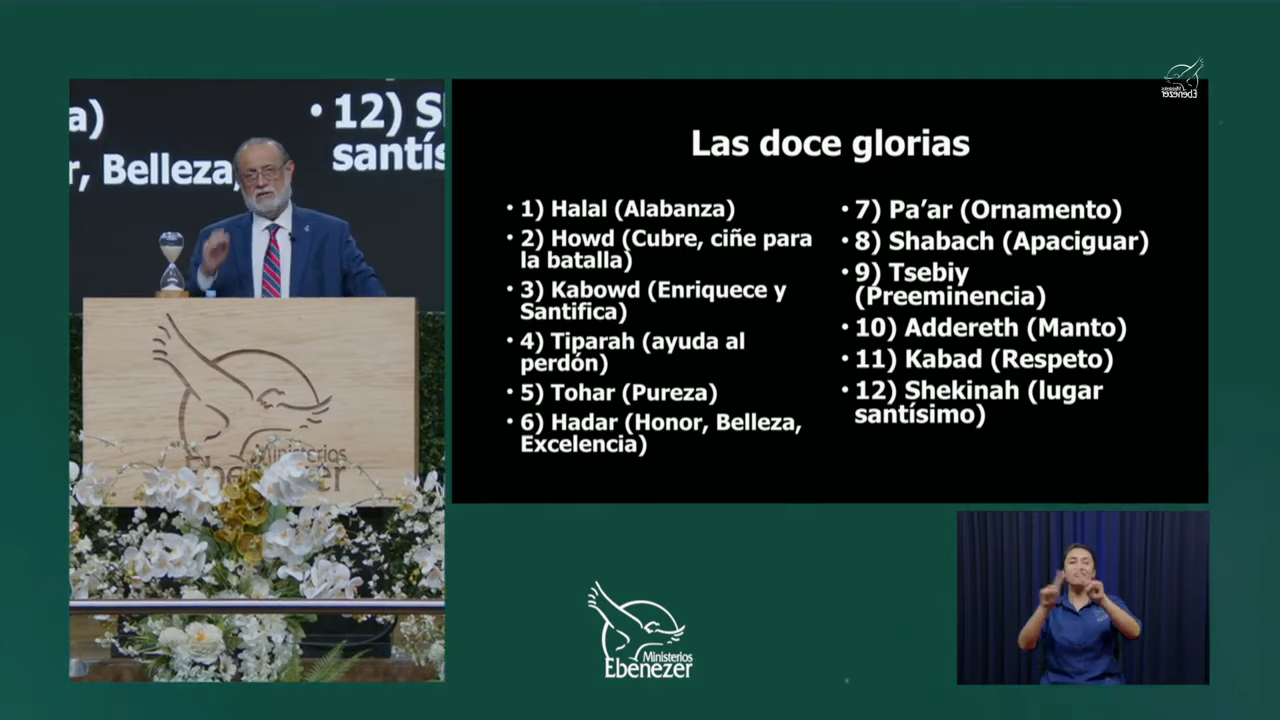 a)
r, Belleza,
• 12) S
santís
Ministerios
Ebenezer
Las doce glorias
• 1) Halal (Alabanza)
• 2) Howd (Cubre, ciñe para
la batalla)
• 3) Kabowd (Enriquece y
Santifica)
• 4) Tiparah (ayuda al
perdón)
• 5) Tohar (Pureza)
• 6) Hadar (Honor, Belleza,
Excelencia)
• 7) Pa’ar (Ornamento)
• 8) Shabach (Apaciguar)
• 9) Tsebiy
(Preeminencia)
• 10) Addereth (Manto)
• 11) Kabad (Respeto)
• 12) Shekinah (lugar
santísimo)
Ministerios
Ebenezer
Ministerios
Ebenezer